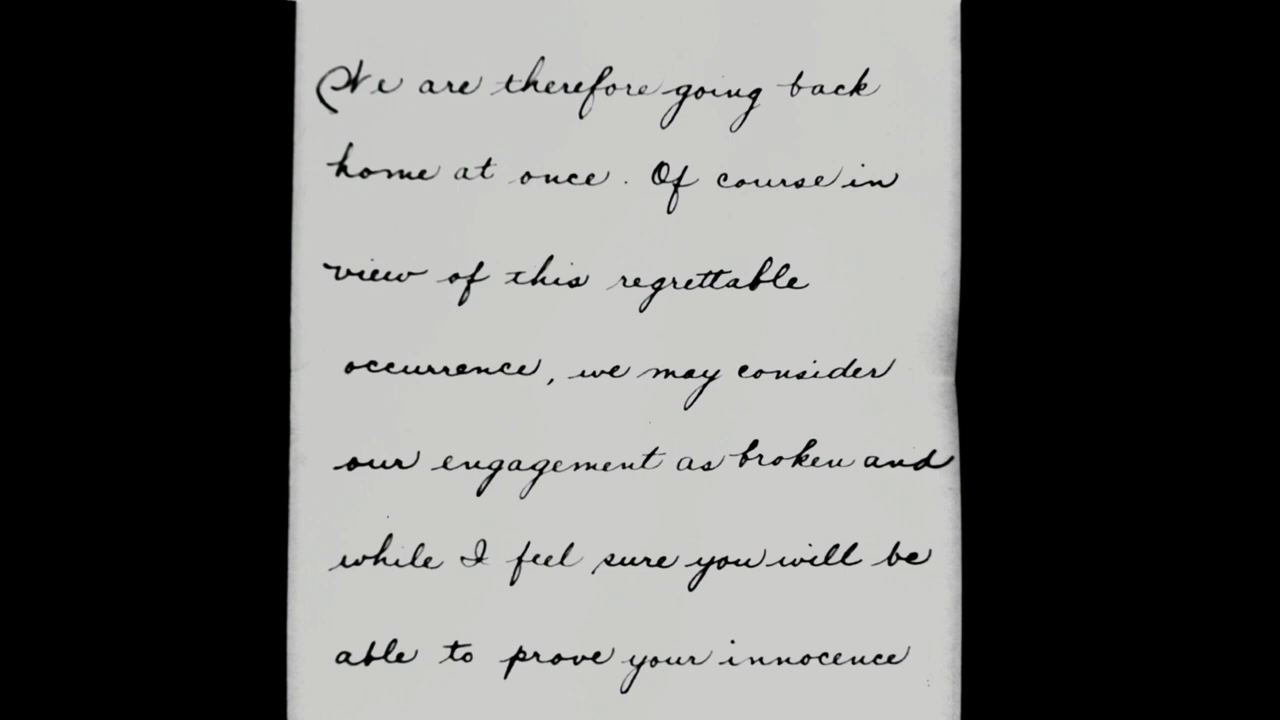 We are therefore going back
home at once. Of course in
view of this regrettable
occurrence, we may consider
our engagement as broken and
while I feel sure you will be
able to prove your innocence